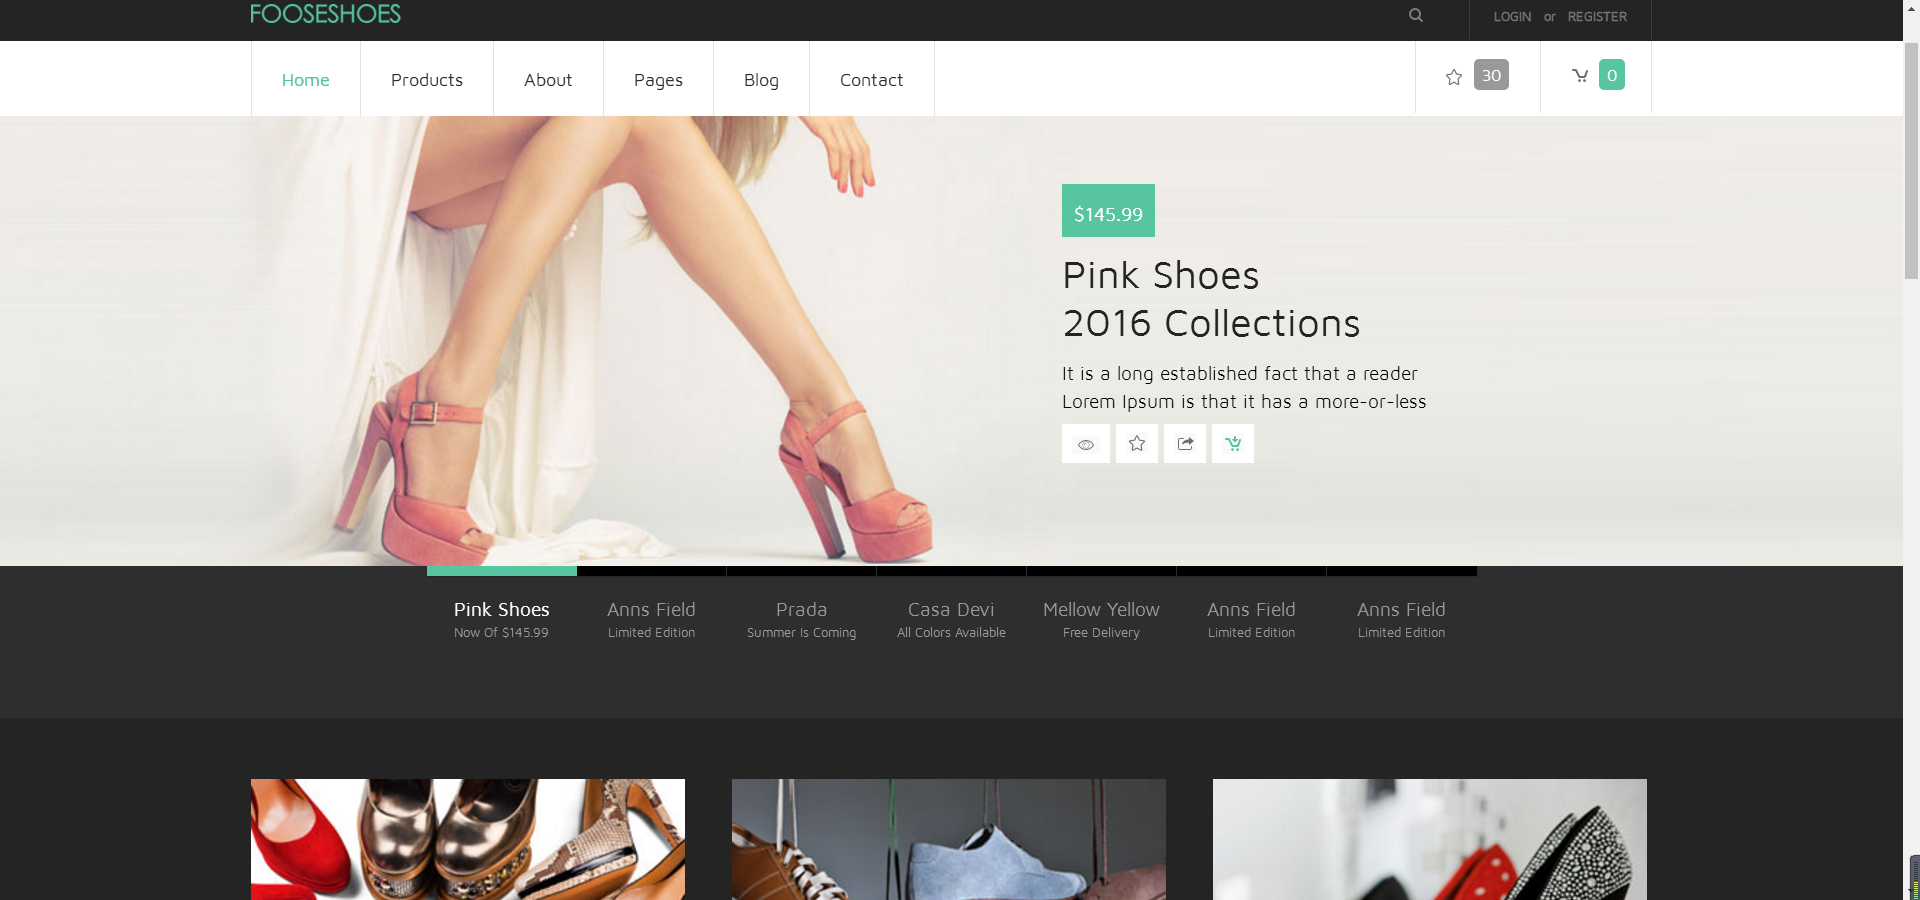 FOOSESHOES
LOGIN or REGISTER
Home Products About Pages Blog Contact 30 0
$145.99
Pink Shoes
2016 Collections
It is a long established fact that a reader
Lorem Ipsum is that it has a more-or-less
Pink Shoes
Now Of $145.99
Anns Field
Limited Edition
Prada
Summer Is Coming
Casa Devi
All Colors Available
Mellow Yellow
Free Delivery
Anns Field
Limited Edition
Anns Field
Limited Edition